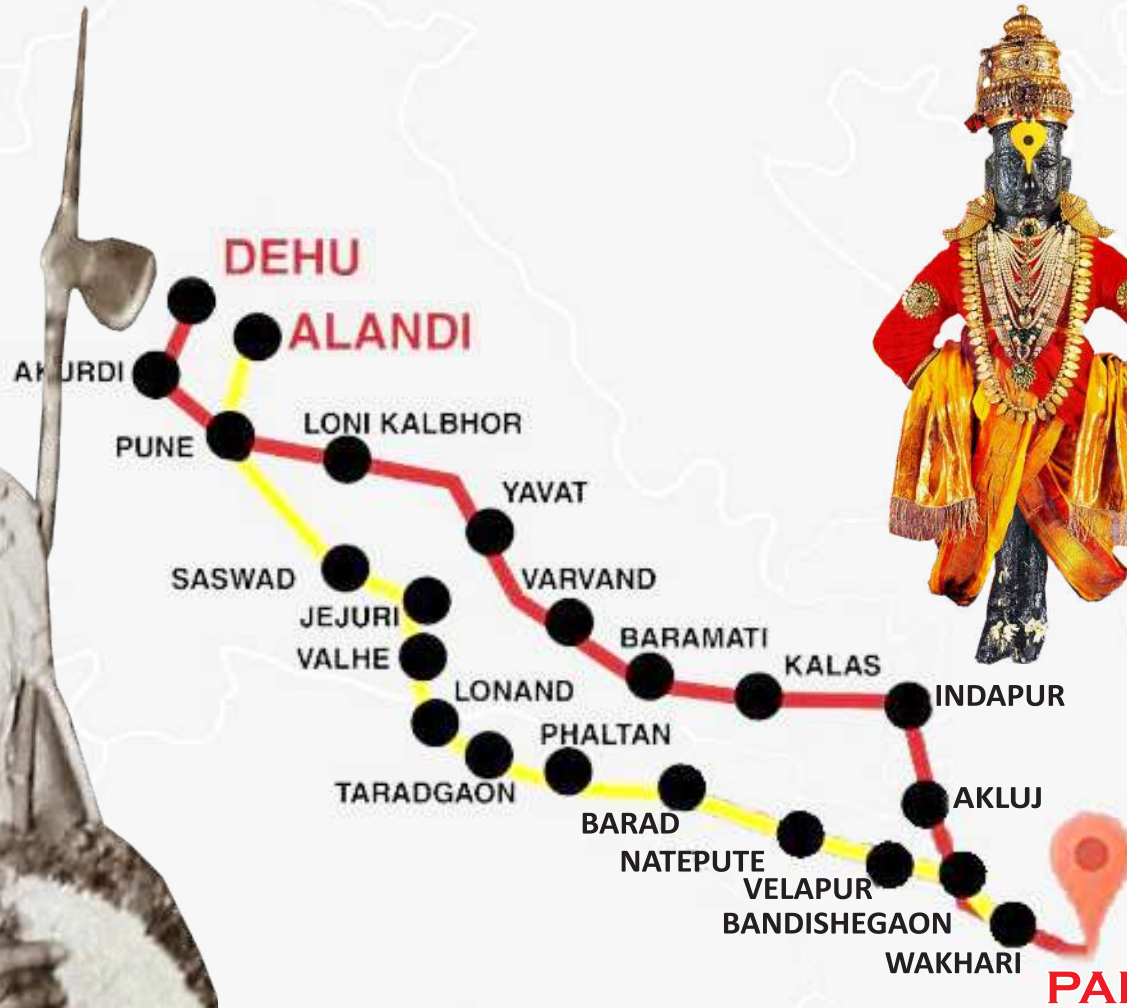 DEHU
ALANDI
AKURDI
LONI KALBHOR
PUNE
YAVAT
SASWAD
VARVAND
JEJURI
BARAMATI
VALHE
KALAS
LONAND
INDAPUR
PHALTAN
TARADGAON
AKLUJ
BARAD
NATEPUTE
VELAPUR
BANDISHEGAON
WAKHARI